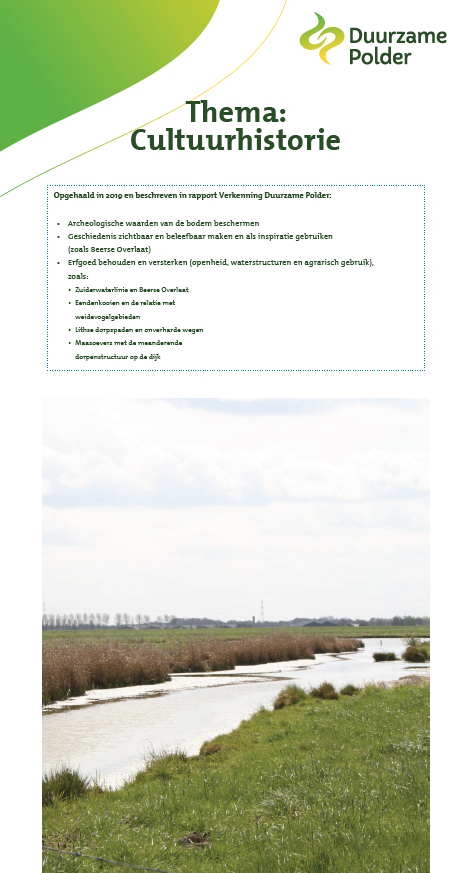 Duurzame
Polder
Thema:
Cultuurhistorie
Opgehaald in 2019 en beschreven in rapport Verkenning Duurzame Polder:
• Archeologische waarden van de bodem beschermen
• Geschiedenis zichtbaar en beleefbaar maken en als inspiratie gebruiken
(zoals Beerse Overlaat)
• Erfgoed behouden en versterken (openheid, waterstructuren en agrarisch gebruik),
zoals:
• Zuiderwaterlinie en Beerse Overlaat
• Eendenkooien en de relatie met
weidevogelgebieden
• Lithse dorpspaden en onverharde wegen
• Maasoevers met de meanderende
dorpenstructuur op de dijk